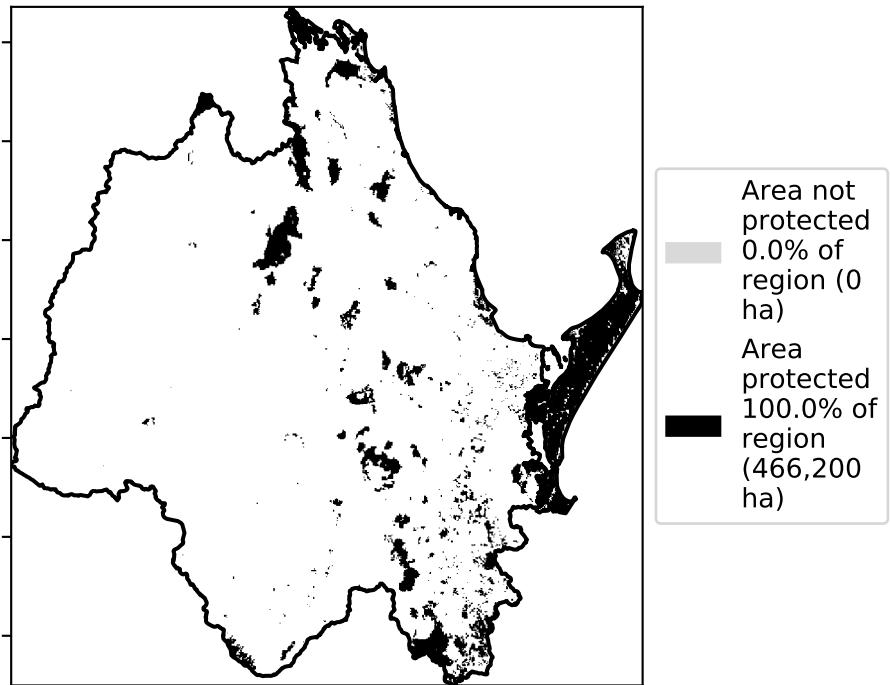 Area not
protected
0.0% of
region (0
ha)
Area
protected
100.0% of
region
(466,200
ha)